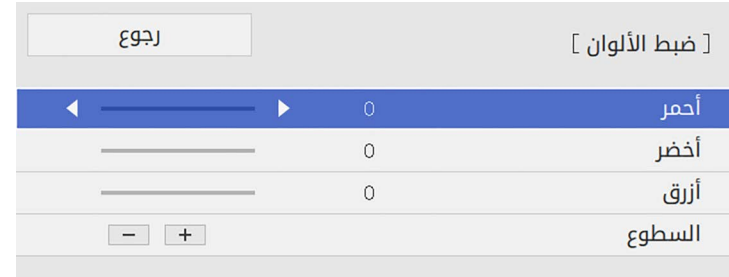 [ ضبط الألوان ]
رجوع
أحمر 0
أخضر 0
أزرق 0
السطوع + −